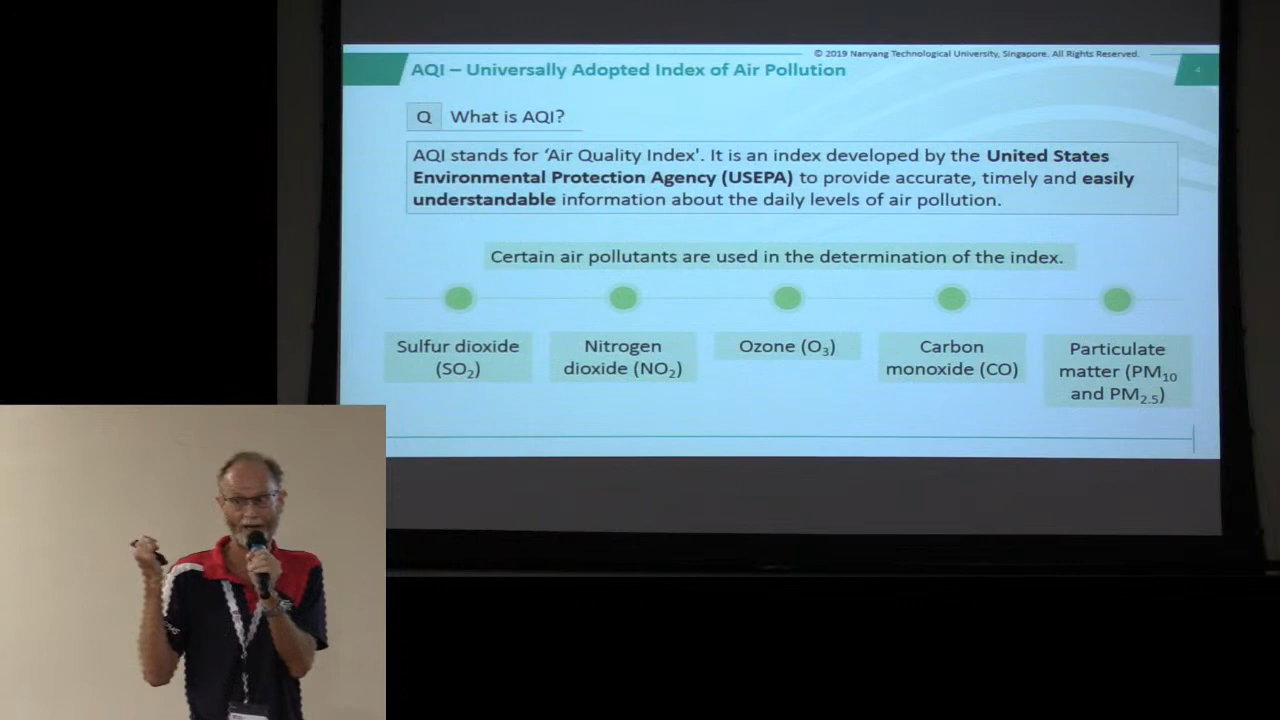 © 2019 Nanyang Technological University, Singapore. All Rights Reserved.
AQI – Universally Adopted Index of Air Pollution
4
Q What is AQI?
AQI stands for ‘Air Quality Index'. It is an index developed by the United States
Environmental Protection Agency (USEPA) to provide accurate, timely and easily
understandable information about the daily levels of air pollution.
Certain air pollutants are used in the determination of the index.
Sulfur dioxide
(SO₂)
Nitrogen
dioxide (NO₂)
Ozone (O₃)
Carbon
monoxide (CO)
Particulate
matter (PM₁₀
and PM₂.₅)